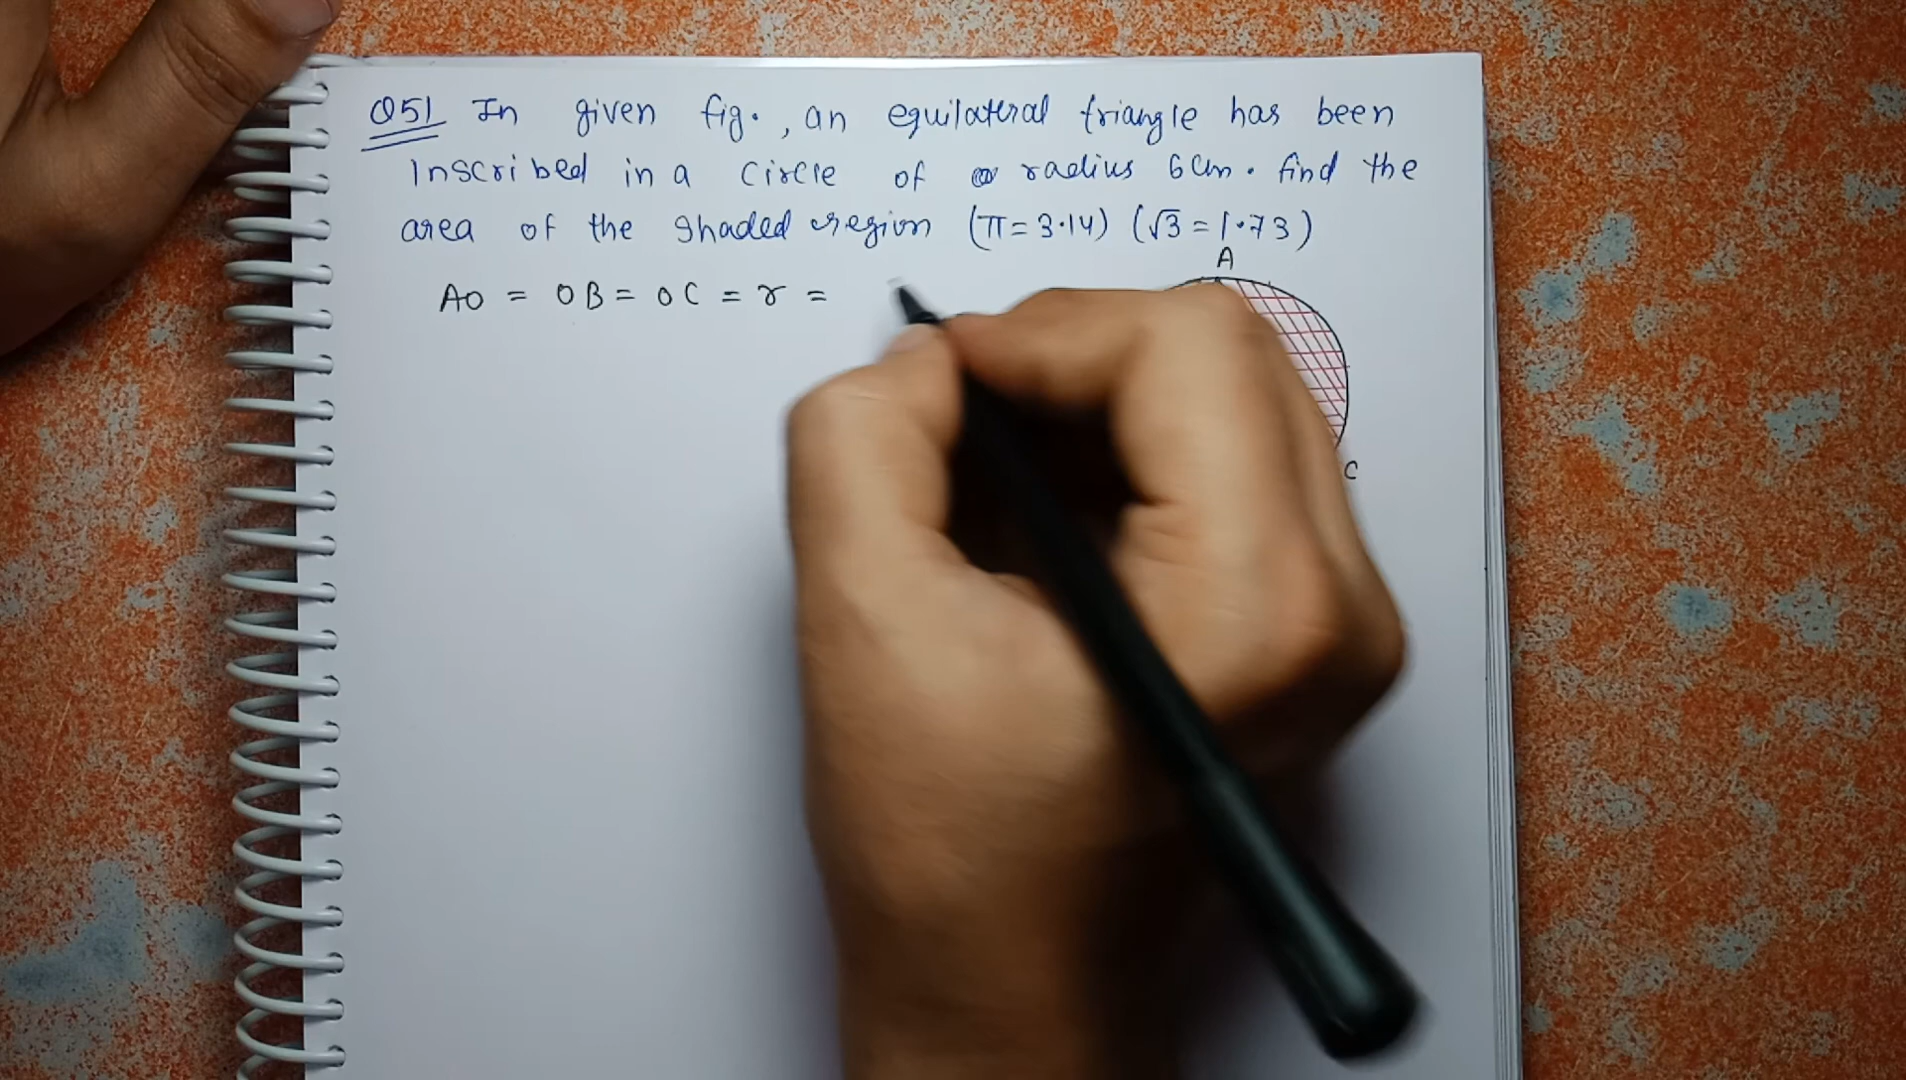 Q51 In given fig., an equilateral triangle has been
Inscribed in a circle of radius 6cm. find the
area of the shaded region (π=3.14) (√3=1.73)
A
AO = OB = OC = r =
C